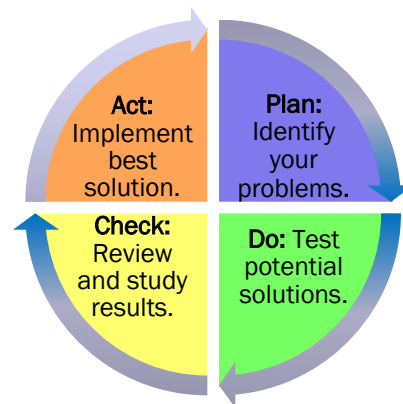 Act:
Implement
best
solution.
Plan:
Identify
your
problems.
Check:
Review
and study
results.
Do: Test
potential
solutions.